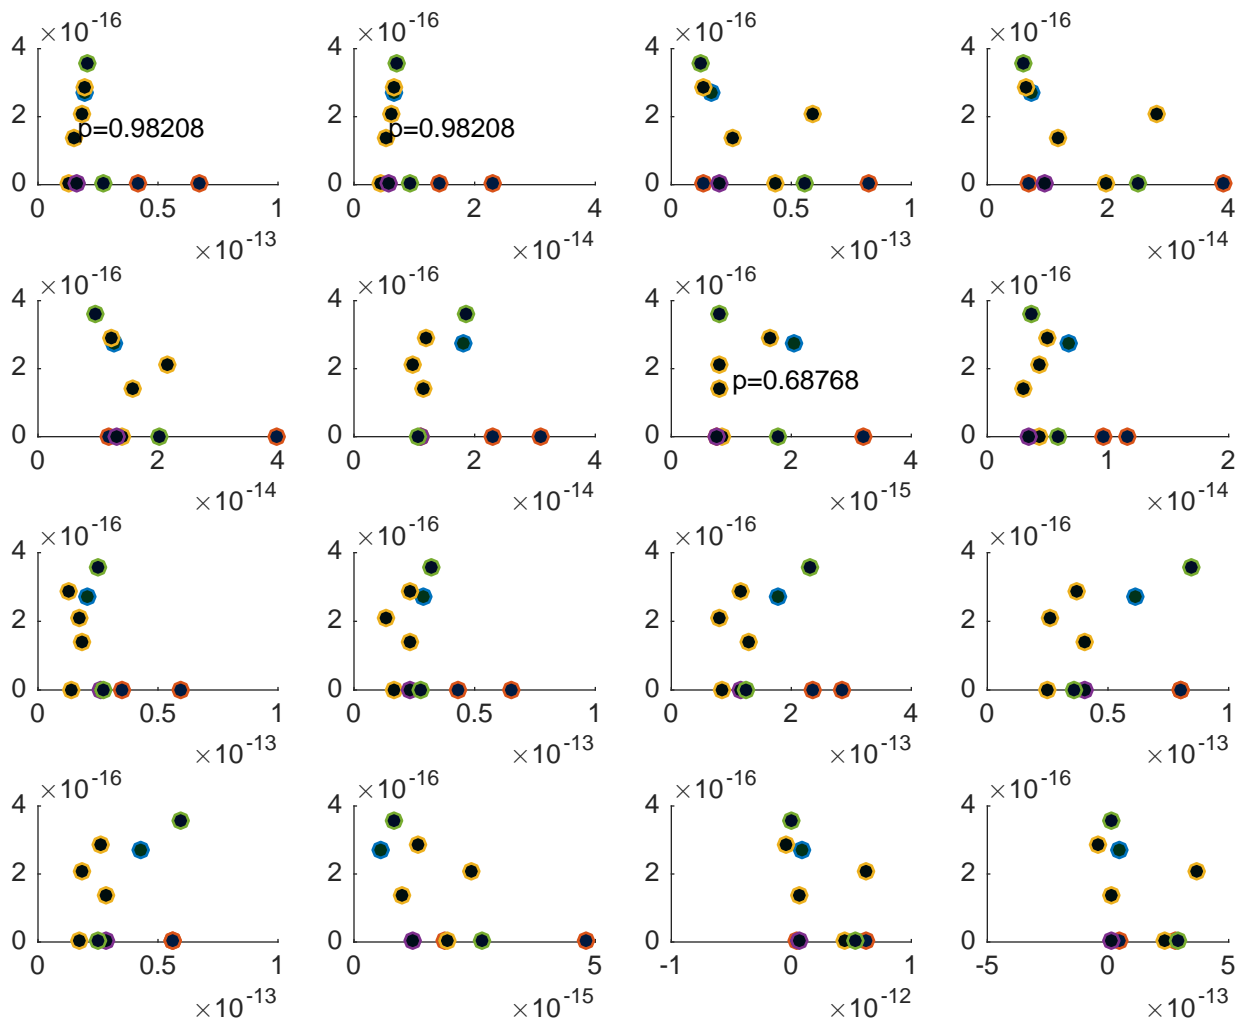 ×10⁻¹⁶ ×10⁻¹⁶ ×10⁻¹⁶ ×10⁻¹⁶
4 4 4 4
2 2 2 2
p=0.98208 p=0.98208
0 0 0 0
0 0.5 1 0 2 4 0 0.5 1 0 2 4
×10⁻¹³ ×10⁻¹⁴ ×10⁻¹³ ×10⁻¹⁴
×10⁻¹⁶ ×10⁻¹⁶ ×10⁻¹⁶ ×10⁻¹⁶
4 4 4 4
2 2 2 2
p=0.68768
0 0 0 0
0 2 4 0 2 4 0 2 4 0 1 2
×10⁻¹⁴ ×10⁻¹⁴ ×10⁻¹⁵ ×10⁻¹⁴
×10⁻¹⁶ ×10⁻¹⁶ ×10⁻¹⁶ ×10⁻¹⁶
4 4 4 4
2 2 2 2
0 0 0 0
0 0.5 1 0 0.5 1 0 2 4 0 0.5 1
×10⁻¹³ ×10⁻¹³ ×10⁻¹³ ×10⁻¹³
×10⁻¹⁶ ×10⁻¹⁶ ×10⁻¹⁶ ×10⁻¹⁶
4 4 4 4
2 2 2 2
0 0 0 0
0 0.5 1 0 5 -1 0 1 -5 0 5
×10⁻¹³ ×10⁻¹⁵ ×10⁻¹² ×10⁻¹³